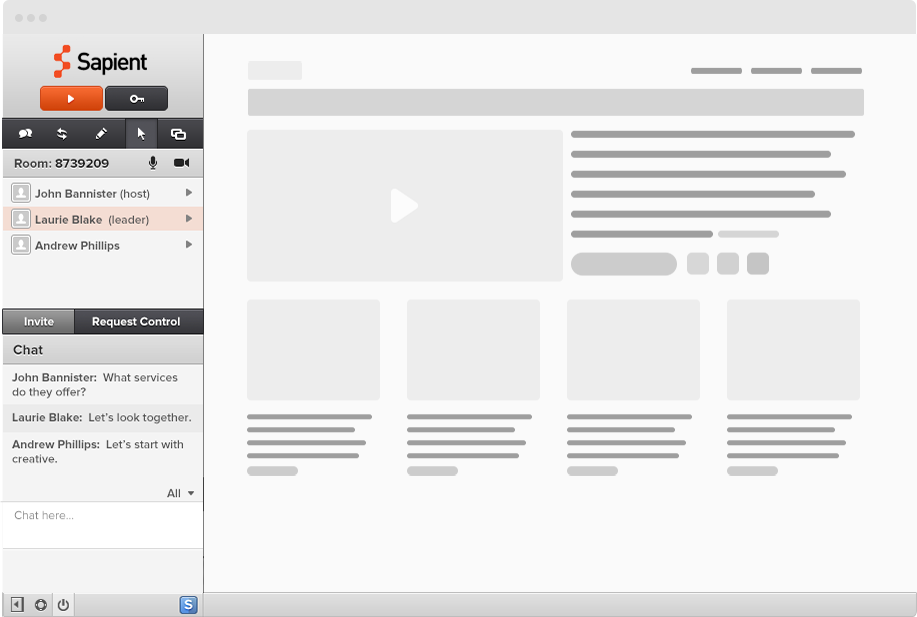 Sapient
Room: 8739209
John Bannister (host)
Laurie Blake (leader)
Andrew Phillips
Invite Request Control
Chat
John Bannister: What services
do they offer?
Laurie Blake: Let's look together.
Andrew Phillips: Let's start with
creative.
All
Chat here...
S